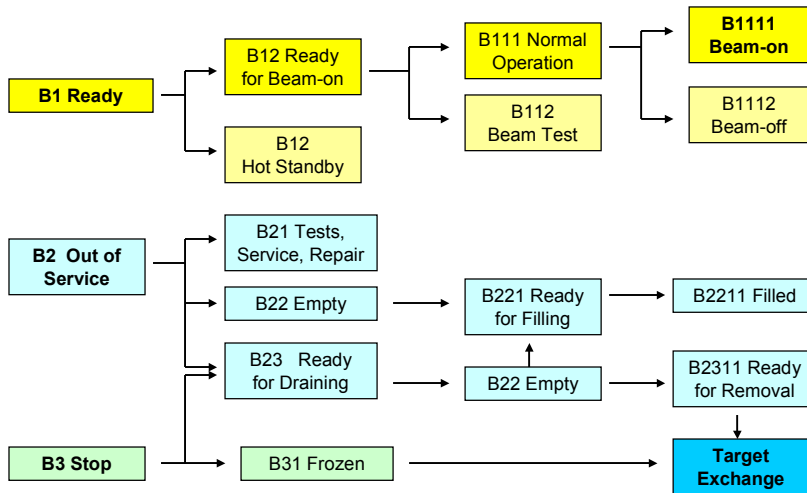 B1 Ready
B12 Ready
for Beam-on
B12
Hot Standby
B111 Normal
Operation
B112
Beam Test
B1111
Beam-on
B1112
Beam-off
B2 Out of
Service
B21 Tests,
Service, Repair
B22 Empty
B23 Ready
for Draining
B221 Ready
for Filling
B22 Empty
B2211 Filled
B2311 Ready
for Removal
B3 Stop
B31 Frozen
Target
Exchange